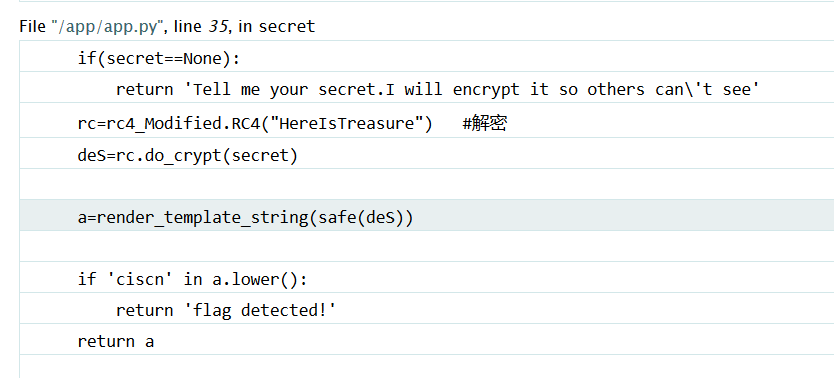 File "/app/app.py", line 35, in secret
if(secret==None):
return 'Tell me your secret.I will encrypt it so others can\'t see'
rc=rc4_Modified.RC4("HereIsTreasure")   #解密
deS=rc.do_crypt(secret)
a=render_template_string(safe(deS))
if 'ciscn' in a.lower():
return 'flag detected!'
return a